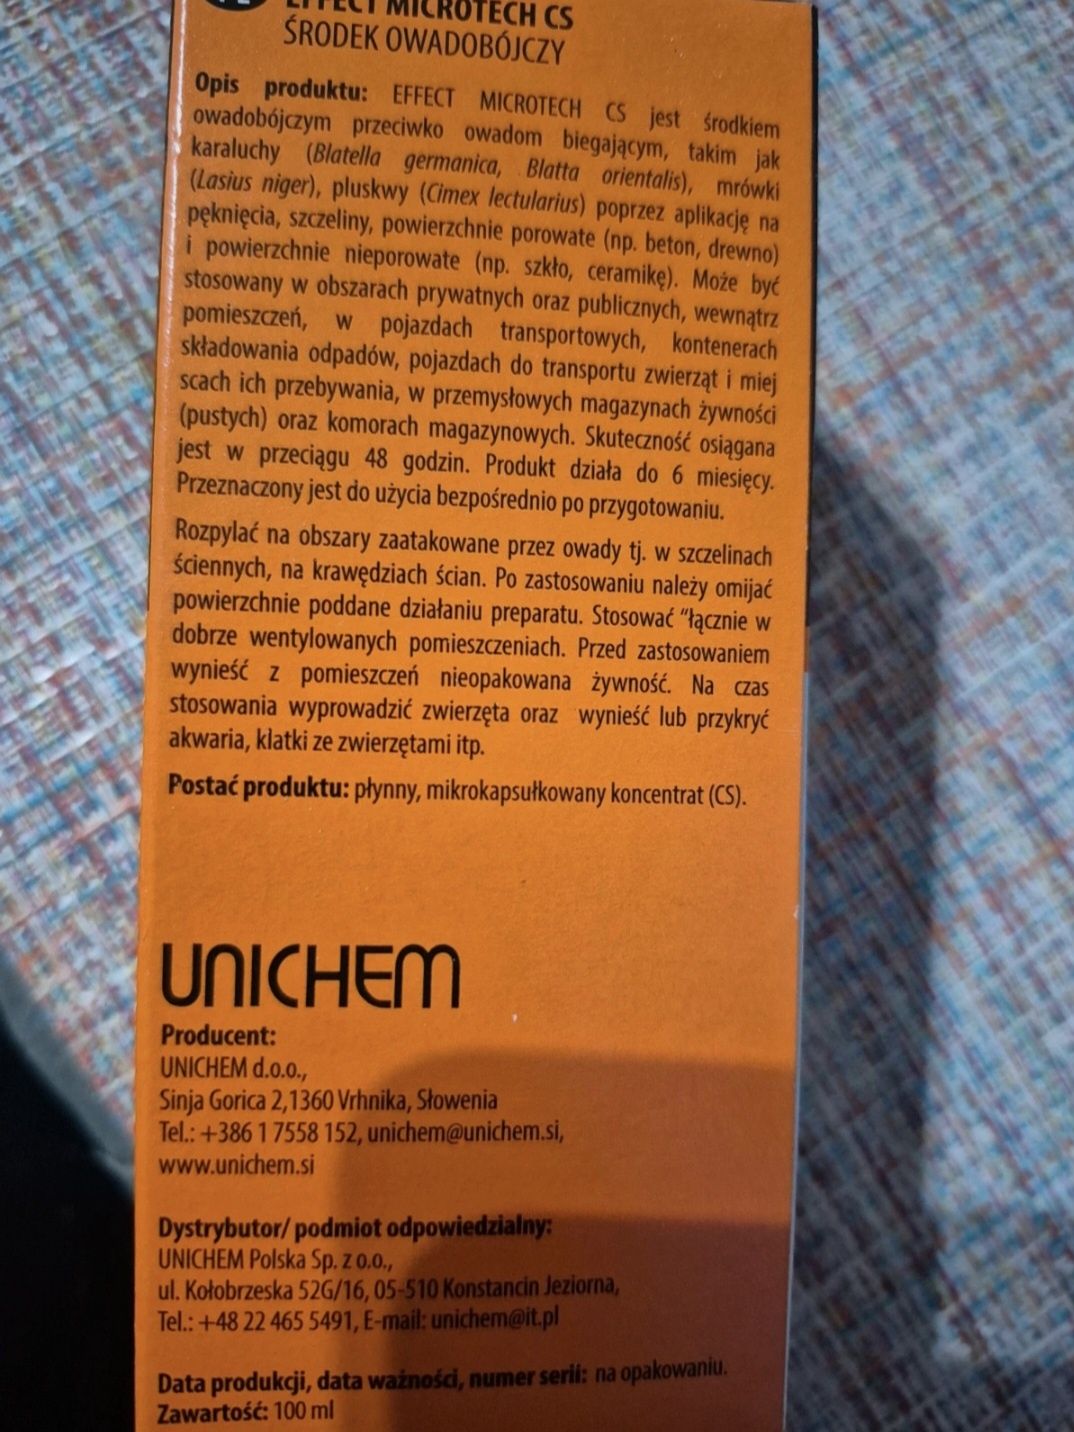 EFFECT MICROTECH CS
ŚRODEK OWADOBÓJCZY
Opis produktu: EFFECT MICROTECH CS jest środkiem
owadobójczym przeciwko owadom biegającym, takim jak
karaluchy (Blatella germanica, Blatta orientalis), mrówki
(Lasius niger), pluskwy (Cimex lectularius) poprzez aplikację na
pęknięcia, szczeliny, powierzchnie porowate (np. beton, drewno)
i powierzchnie nieporowate (np. szkło, ceramikę). Może być
stosowany w obszarach prywatnych oraz publicznych, wewnątrz
pomieszczeń, w pojazdach transportowych, kontenerach
składowania odpadów, pojazdach do transportu zwierząt i miej
scach ich przebywania, w przemysłowych magazynach żywności
(pustych) oraz komorach magazynowych. Skuteczność osiągana
jest w przeciągu 48 godzin. Produkt działa do 6 miesięcy.
Przeznaczony jest do użycia bezpośrednio po przygotowaniu.
Rozpylać na obszary zaatakowane przez owady tj. w szczelinach
ściennych, na krawędziach ścian. Po zastosowaniu należy omijać
powierzchnie poddane działaniu preparatu. Stosować "łącznie w
dobrze wentylowanych pomieszczeniach. Przed zastosowaniem
wynieść z pomieszczeń nieopakowana żywność. Na czas
stosowania wyprowadzić zwierzęta oraz wynieść lub przykryć
akwaria, klatki ze zwierzętami itp.
Postać produktu: płynny, mikrokapsułkowany koncentrat (CS).
UNICHEM
Producent:
UNICHEM d.o.o.,
Sinja Gorica 2,1360 Vrhnika, Słowenia
Tel.: +386 1 7558 152, unichem@unichem.si,
www.unichem.si
Dystrybutor/ podmiot odpowiedzialny:
UNICHEM Polska Sp. z o.o.,
ul. Kołobrzeska 52G/16, 05-510 Konstancin Jeziorna,
Tel.: +48 22 465 5491, E-mail: unichem@it.pl
Data produkcji, data ważności, numer serii: na opakowaniu.
Zawartość: 100 ml